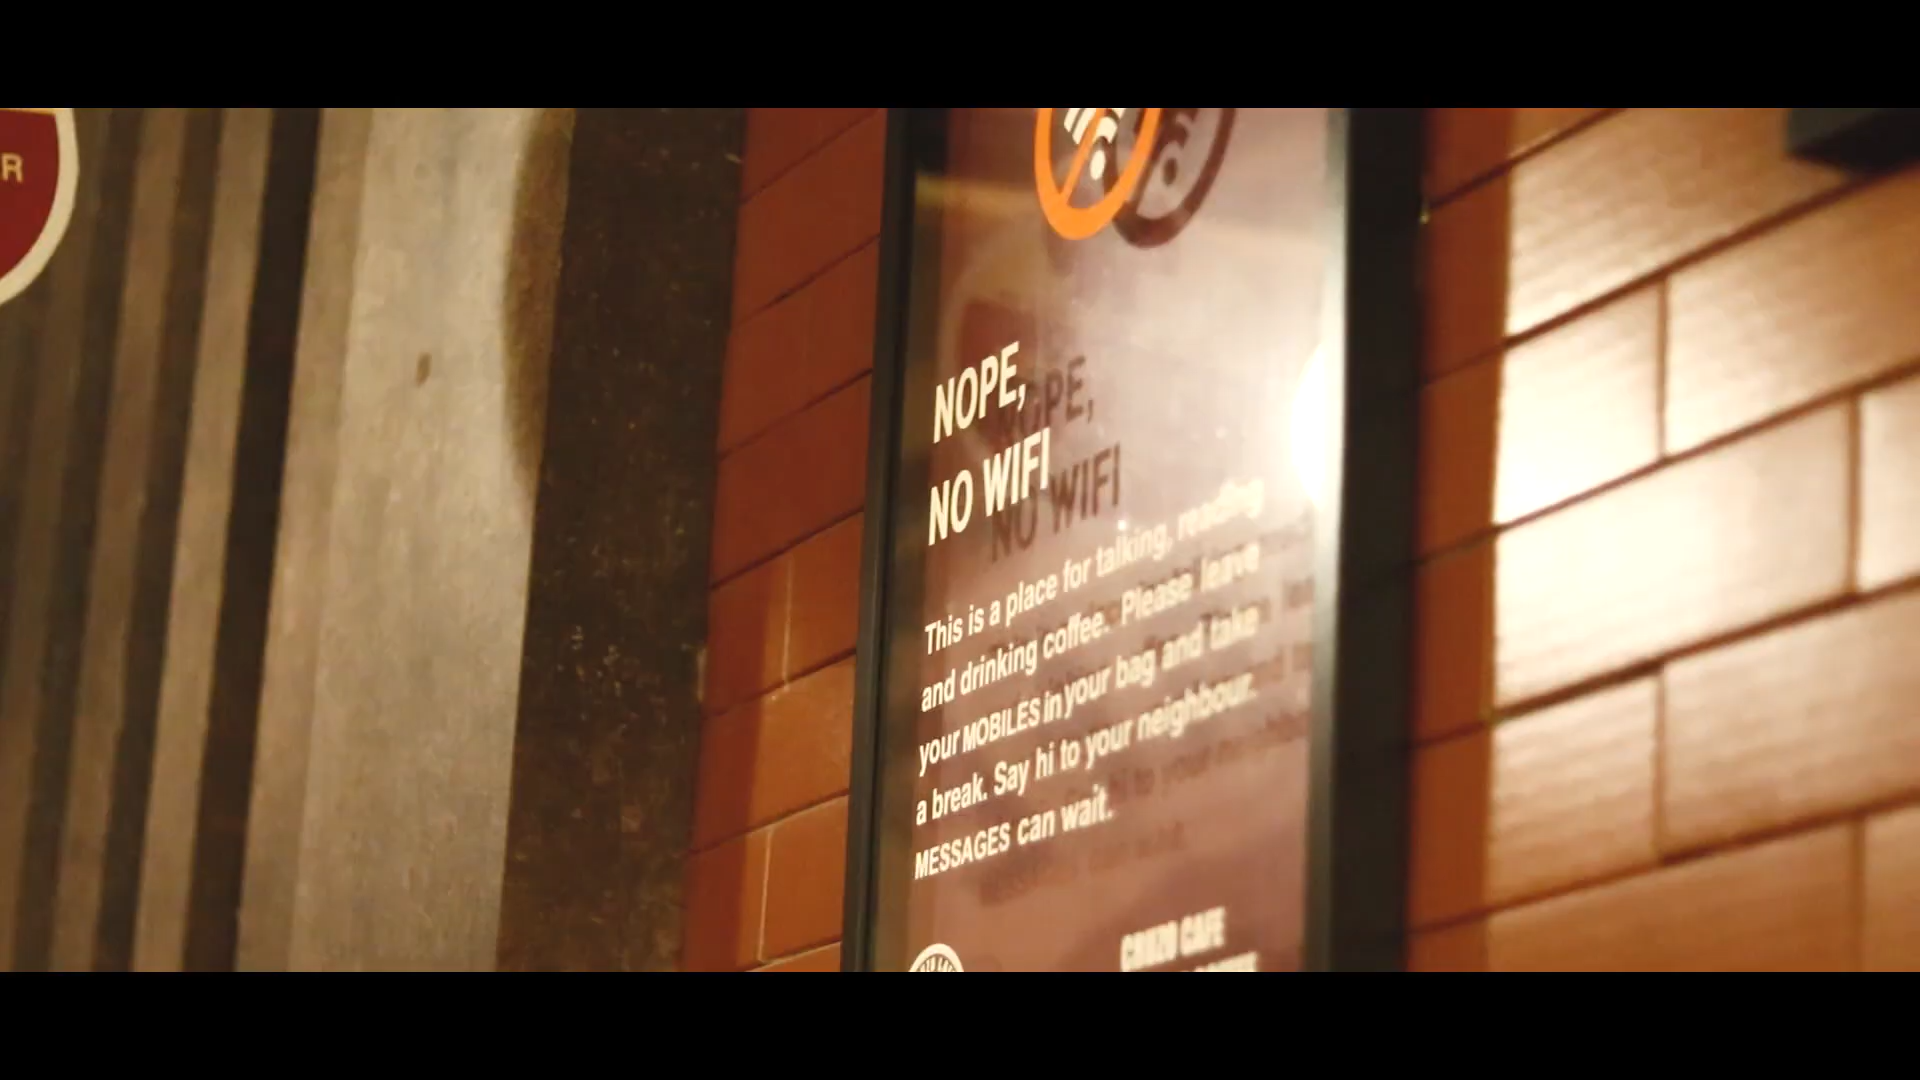 R
NOPE,
NO WIFI
This is a place for talking, reading
and drinking coffee. Please leave
your MOBILES in your bag and take
a break. Say hi to your neighbour.
MESSAGES can wait.
CAFE